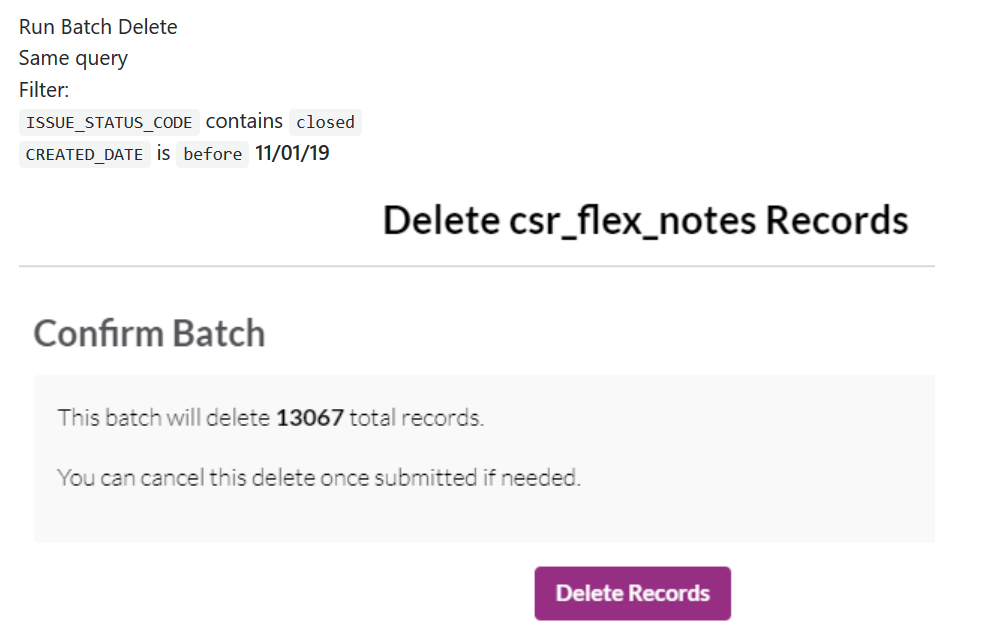 Run Batch Delete
Same query
Filter:
ISSUE_STATUS_CODE contains closed
CREATED_DATE is before 11/01/19
Delete csr_flex_notes Records
Confirm Batch
This batch will delete 13067 total records.
You can cancel this delete once submitted if needed.
Delete Records